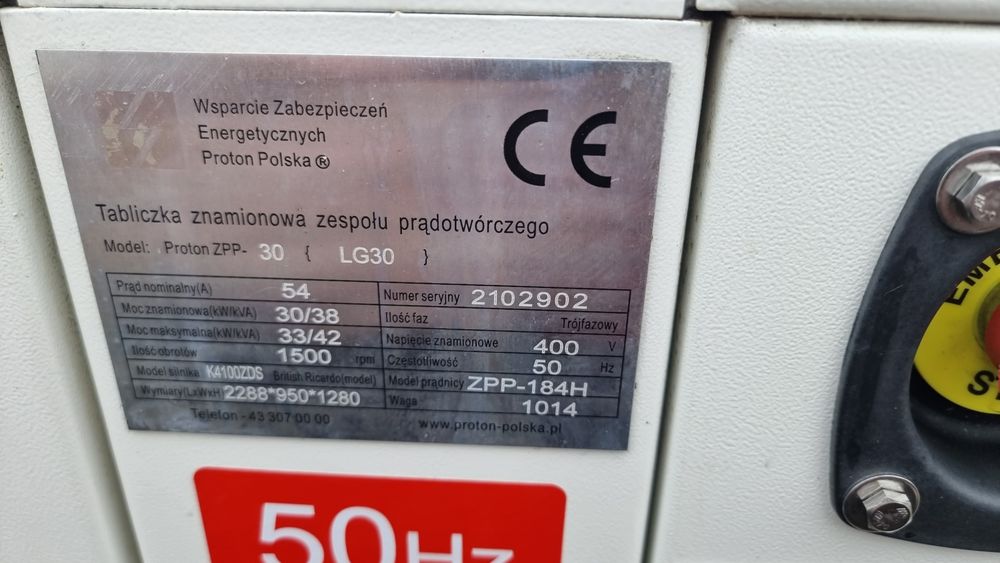 Wsparcie Zabezpieczeń
Energetycznych
Proton Polska ®
CE
Tabliczka znamionowa zespołu prądotwórczego
Model: Proton ZPP- 30 { LG30 }
Prąd nominalny(A) 54 Numer seryjny 2102902
Moc znamionowa(kW/kVA) 30/38 Ilość faz Trójfazowy
Moc maksymalna(kW/kVA) 33/42 Napięcie znamionowe 400 V
Ilość obrotów 1500 rpm Częstotliwość 50 Hz
Model silnika K4100ZDS British Ricardo(model) Model prądnicy ZPP-184H
Wymiary(LxWxH) 2288*950*1280 Waga 1014
Telefon - 43 307 00 00 www.proton-polska.pl
50Hz
EME
S